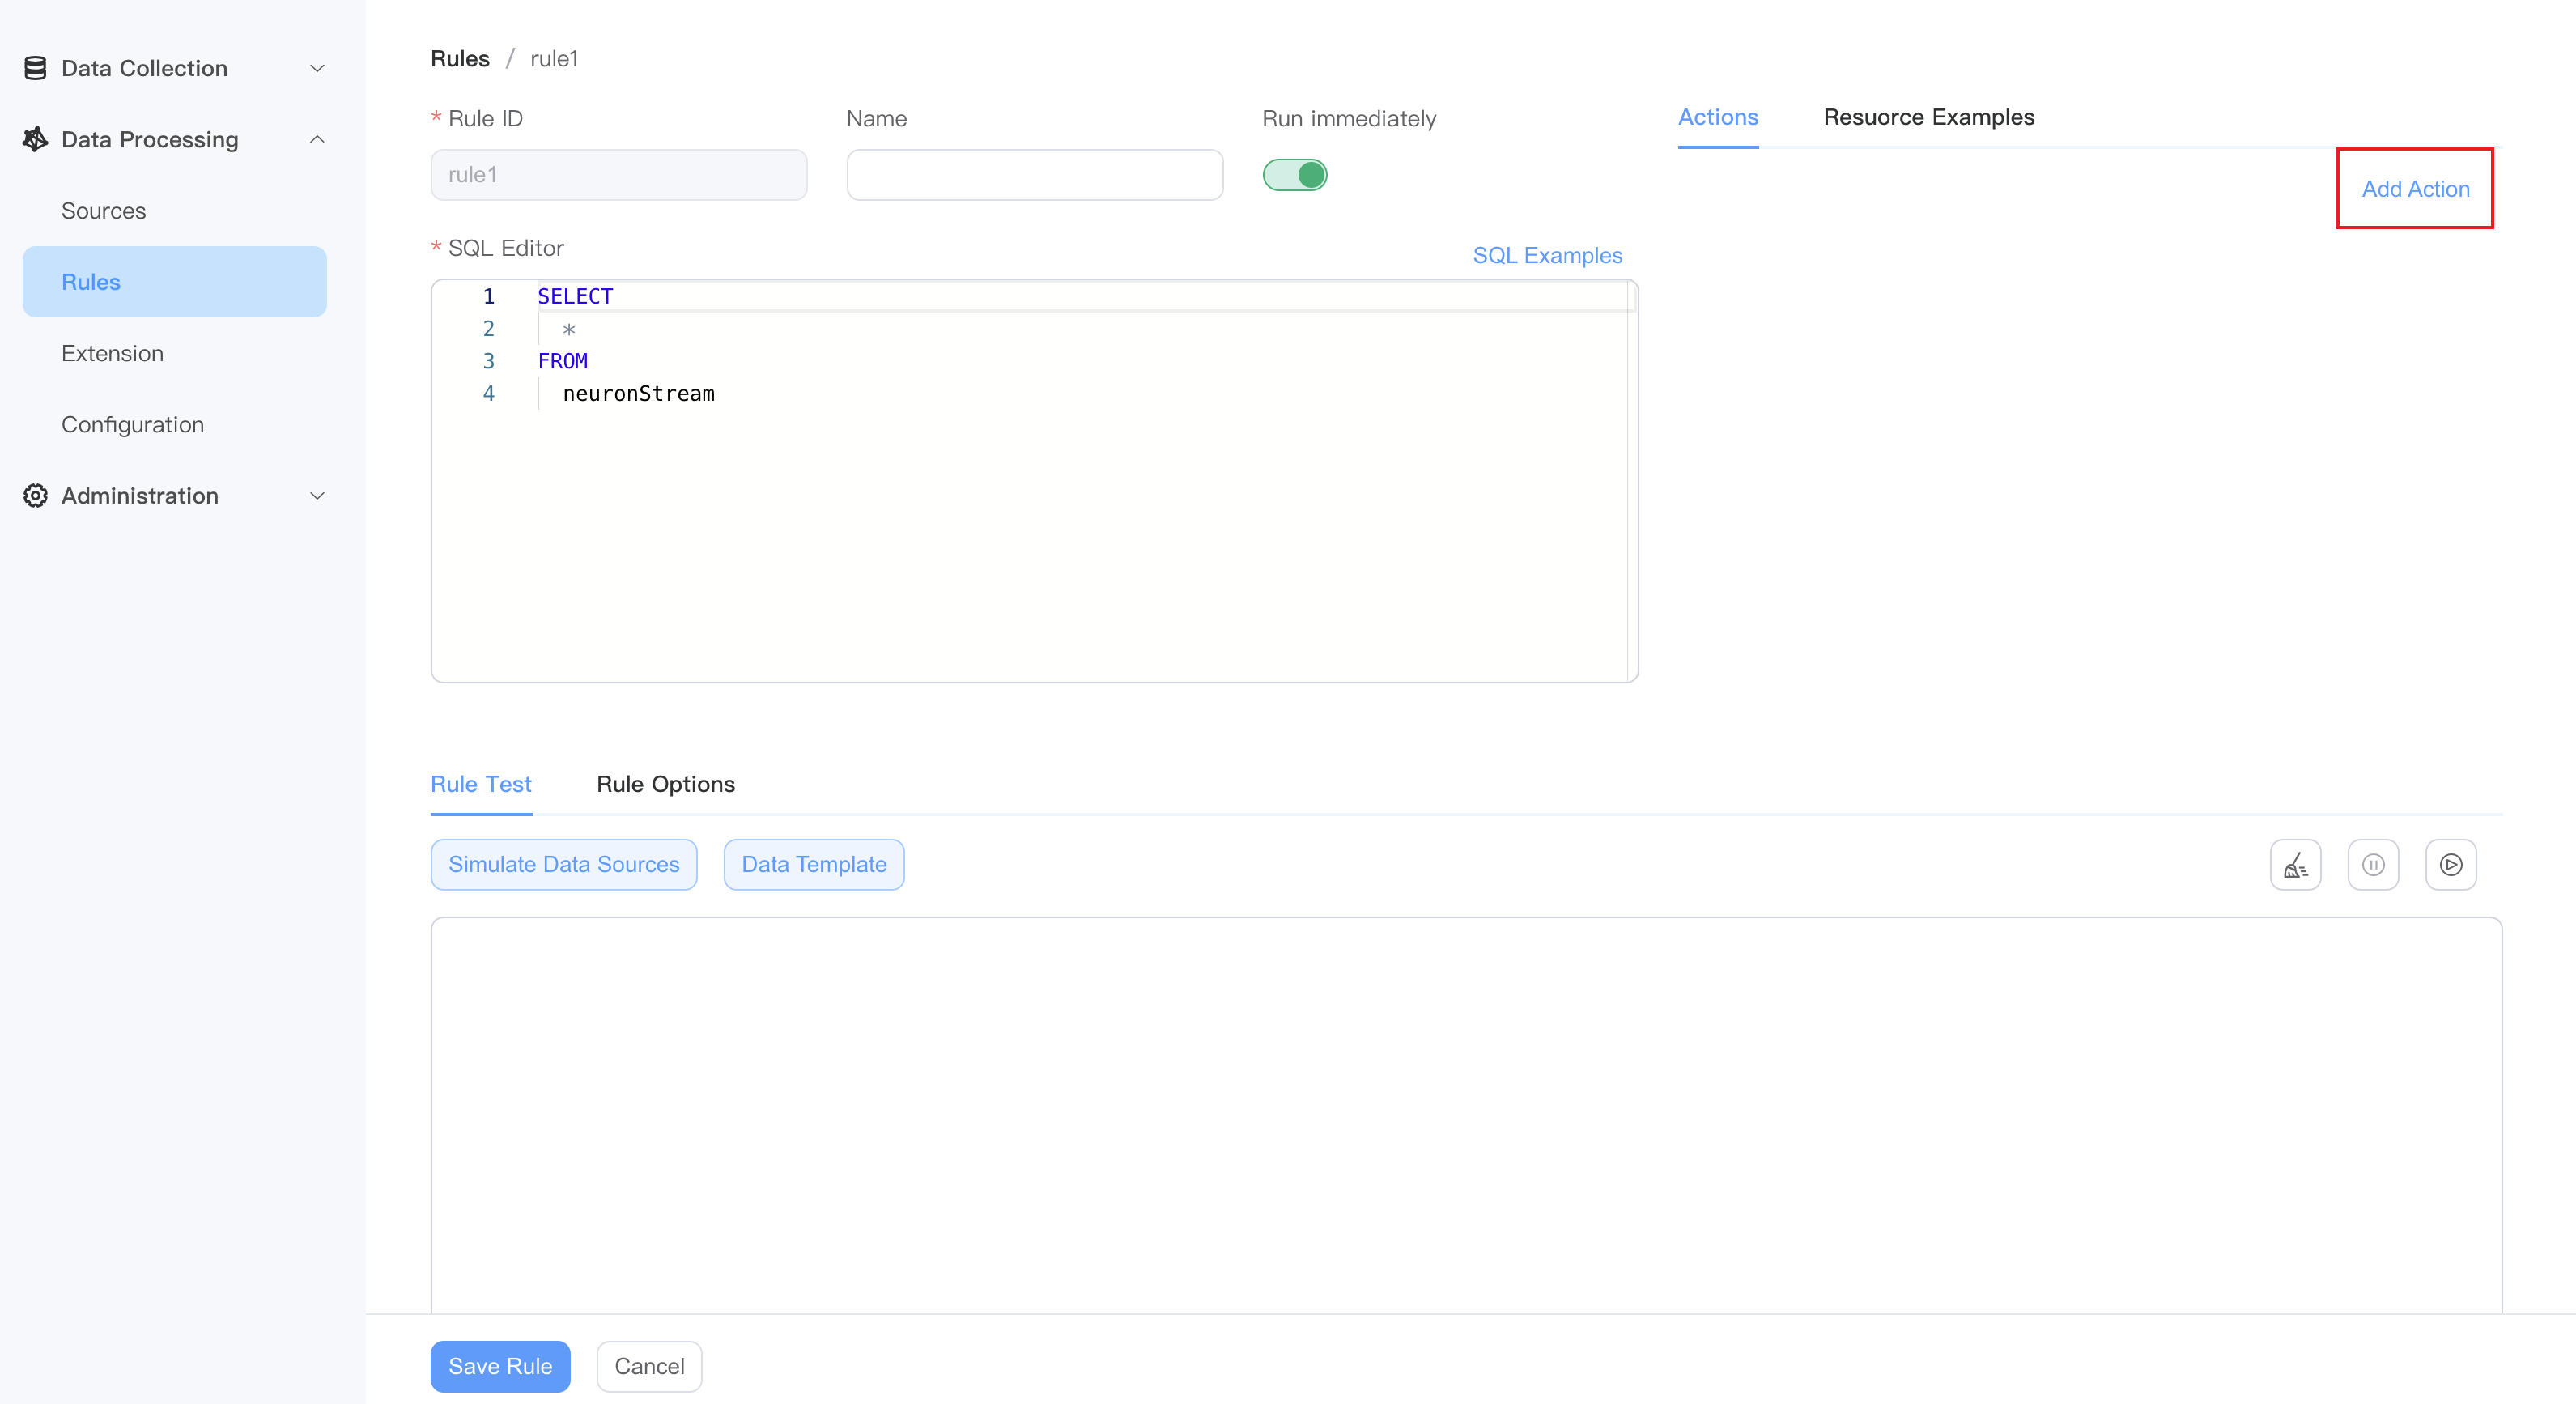 Data Collection
Data Processing
Sources
Rules
Extension
Configuration
Administration
Rules / rule1
* Rule ID
Name
Run immediately
rule1
* SQL Editor
SQL Examples
1 SELECT
2 *
3 FROM
4 neuronStream
Actions
Resuorce Examples
Add Action
Rule Test
Rule Options
Simulate Data Sources
Data Template
Save Rule
Cancel